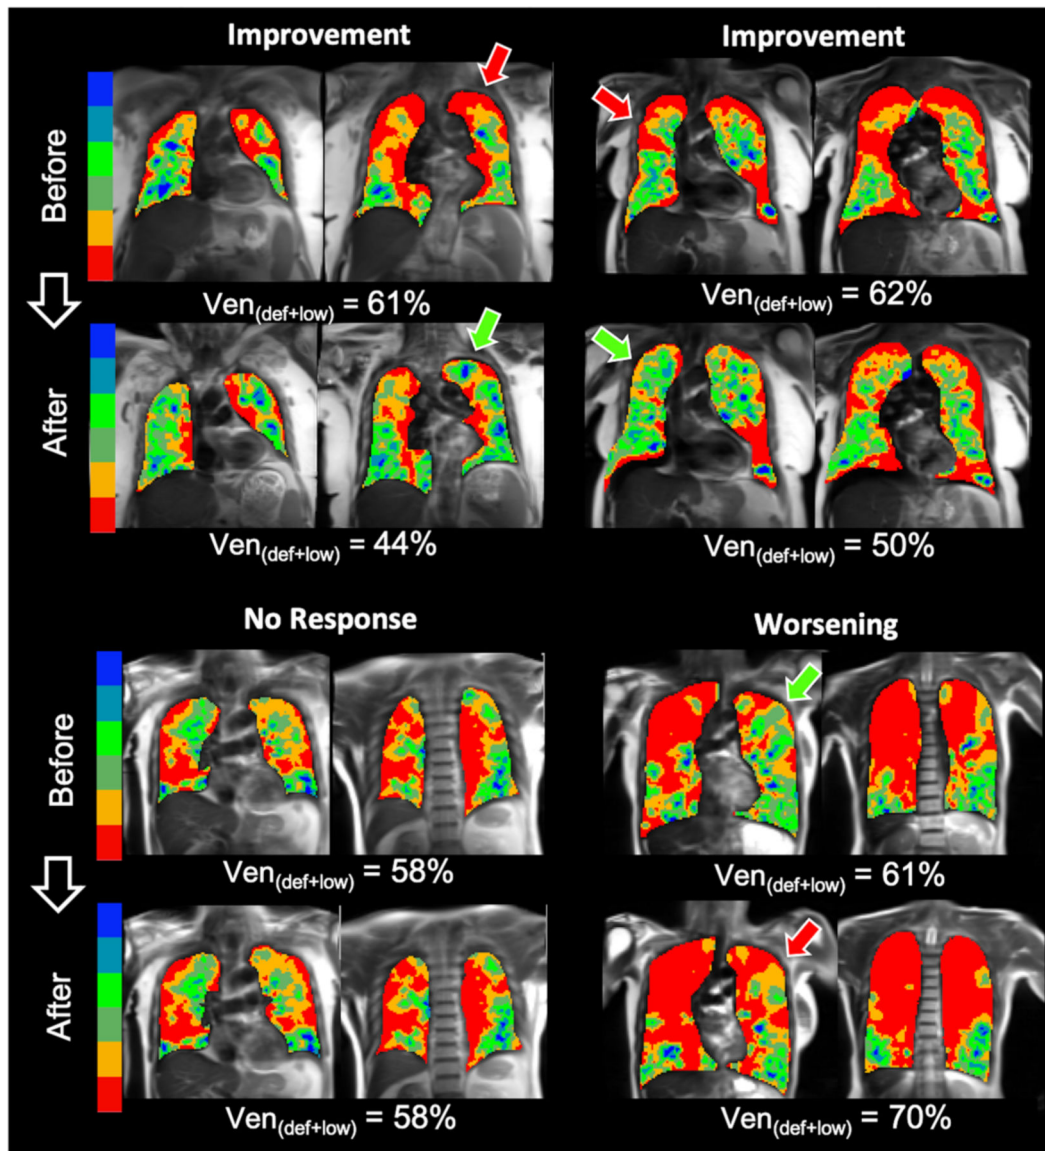 Improvement Improvement
Before
Ven(def+low) = 61% Ven(def+low) = 62%
After
Ven(def+low) = 44% Ven(def+low) = 50%
No Response Worsening
Before
Ven(def+low) = 58% Ven(def+low) = 61%
After
Ven(def+low) = 58% Ven(def+low) = 70%